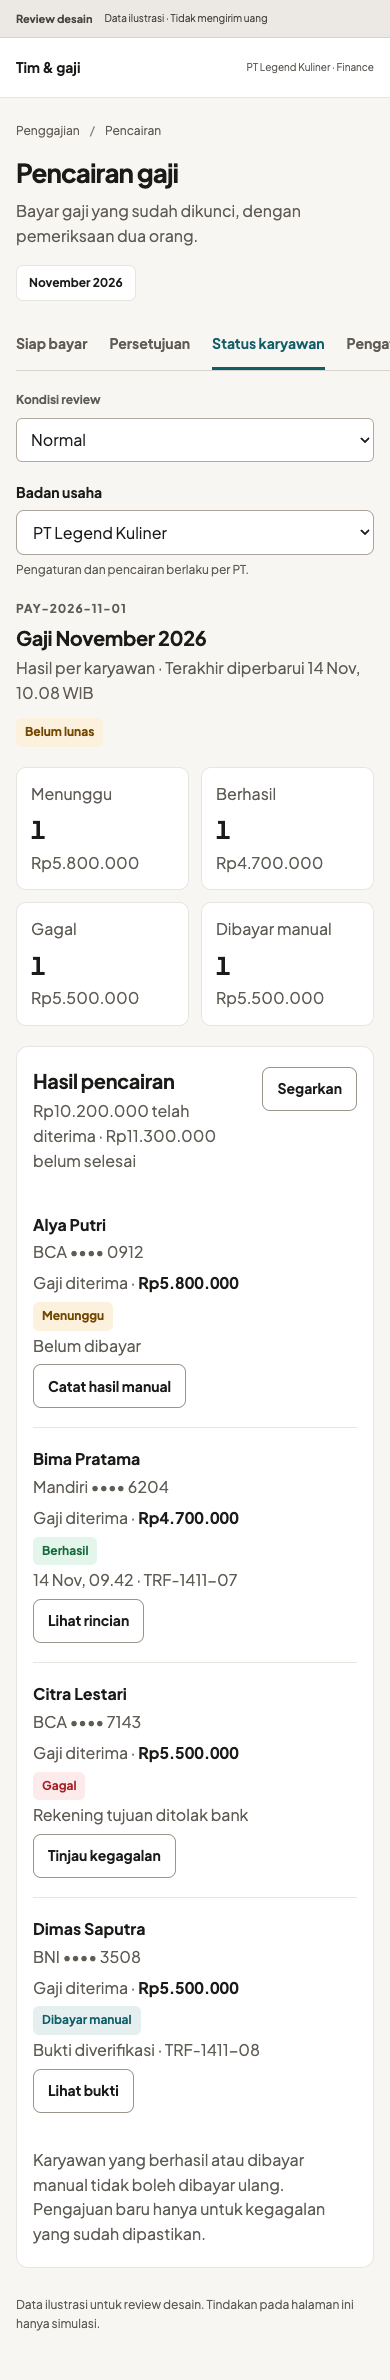 Review desain Data ilustrasi · Tidak mengirim uang
Tim & gaji PT Legend Kuliner · Finance
Penggajian / Pencairan
Pencairan gaji
Bayar gaji yang sudah dikunci, dengan
pemeriksaan dua orang.
November 2026
Siap bayar Persetujuan Status karyawan
Kondisi review
Normal
Badan usaha
PT Legend Kuliner
Pengaturan dan pencairan berlaku per PT.
PAY-2026-11-01
Gaji November 2026
Hasil per karyawan · Terakhir diperbarui 14 Nov,
10.08 WIB
Belum lunas
Menunggu
1
Rp5.800.000
Berhasil
1
Rp4.700.000
Gagal
1
Rp5.500.000
Dibayar manual
1
Rp5.500.000
Hasil pencairan
Segarkan
Rp10.200.000 telah
diterima · Rp11.300.000
belum selesai
Alya Putri
BCA •••• 0912
Gaji diterima · Rp5.800.000
Menunggu
Belum dibayar
Catat hasil manual
Bima Pratama
Mandiri •••• 6204
Gaji diterima · Rp4.700.000
Berhasil
14 Nov, 09.42 · TRF-1411-07
Lihat rincian
Citra Lestari
BCA •••• 7143
Gaji diterima · Rp5.500.000
Gagal
Rekening tujuan ditolak bank
Tinjau kegagalan
Dimas Saputra
BNI •••• 3508
Gaji diterima · Rp5.500.000
Dibayar manual
Bukti diverifikasi · TRF-1411-08
Lihat bukti
Karyawan yang berhasil atau dibayar
manual tidak boleh dibayar ulang.
Pengajuan baru hanya untuk kegagalan
yang sudah dipastikan.
Data ilustrasi untuk review desain. Tindakan pada halaman ini
hanya simulasi.